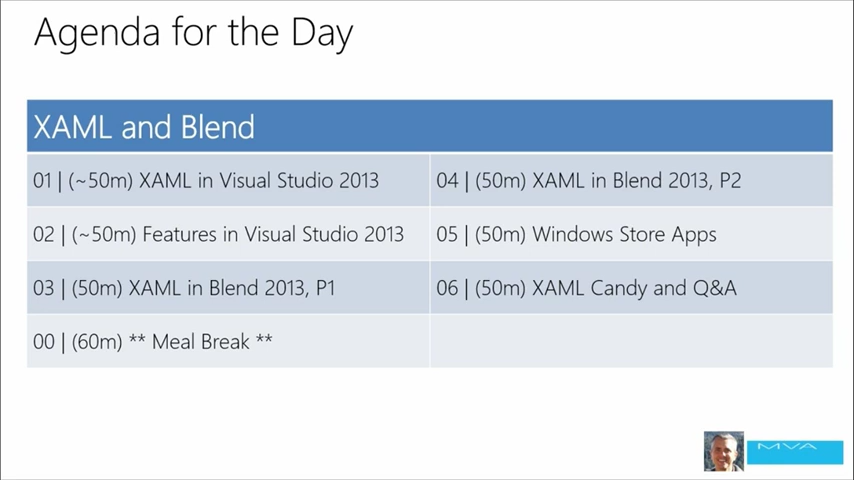 Agenda for the Day
XAML and Blend
01 | (~50m) XAML in Visual Studio 2013
02 | (~50m) Features in Visual Studio 2013
03 | (50m) XAML in Blend 2013, P1
00 | (60m) ** Meal Break **
04 | (50m) XAML in Blend 2013, P2
05 | (50m) Windows Store Apps
06 | (50m) XAML Candy and Q&A
MVA